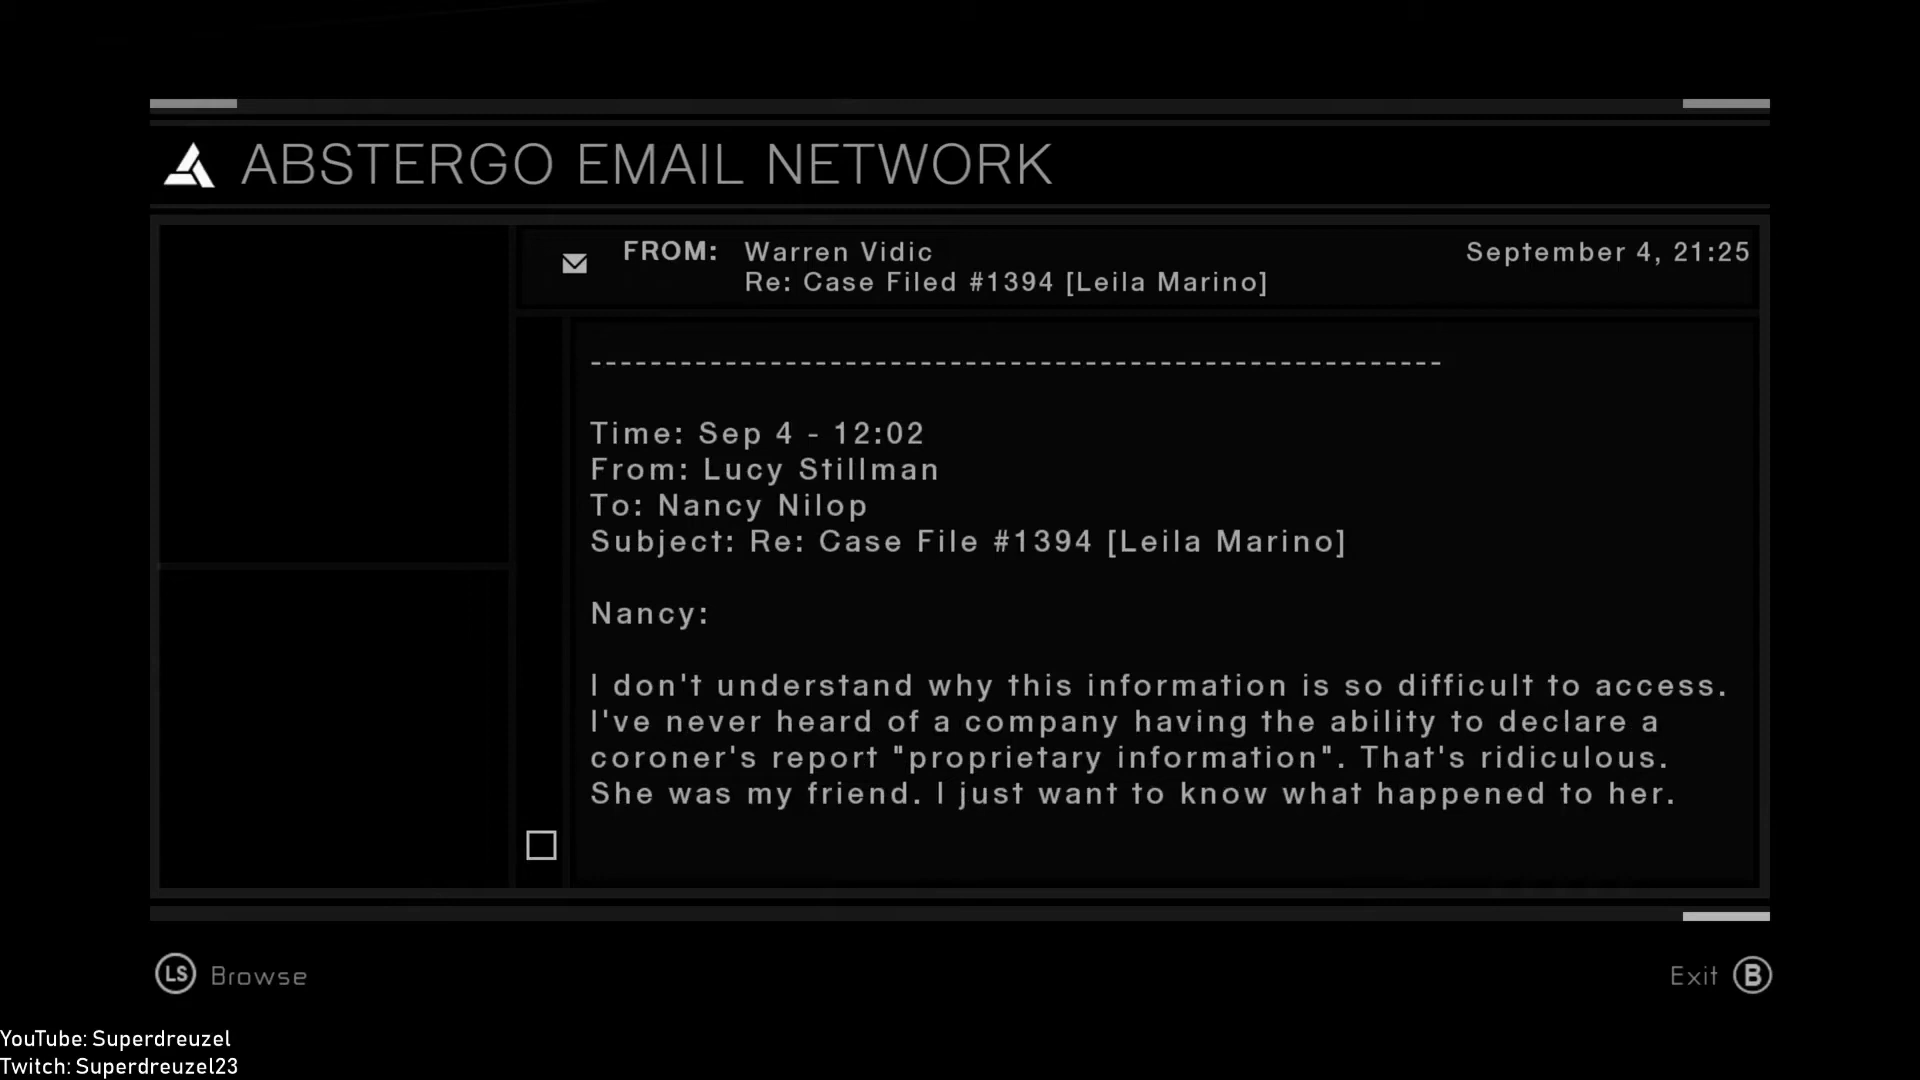 ABSTERGO EMAIL NETWORK
FROM: Warren Vidic September 4, 21:25
Re: Case Filed #1394 [Leila Marino]
---------------------------------------------------------
Time: Sep 4 - 12:02
From: Lucy Stillman
To: Nancy Nilop
Subject: Re: Case File #1394 [Leila Marino]
Nancy:
I don't understand why this information is so difficult to access.
I've never heard of a company having the ability to declare a
coroner's report "proprietary information". That's ridiculous.
She was my friend. I just want to know what happened to her.
LS Browse Exit B
YouTube: Superdreuzel
Twitch: Superdreuzel23